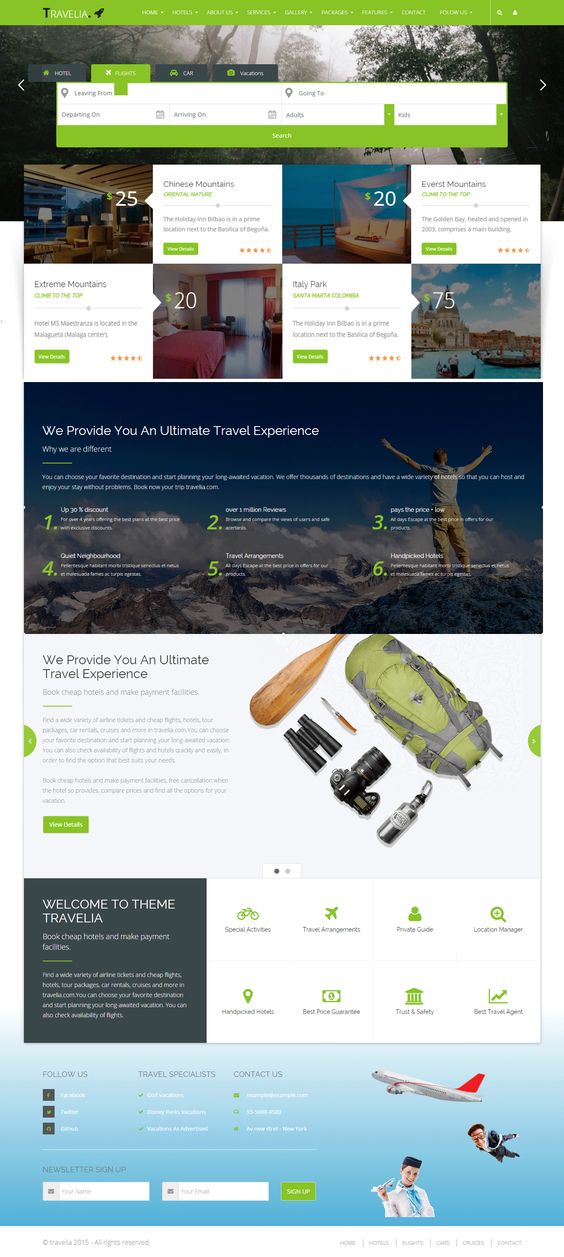 TRAVELIA.
HOME HOTELS ABOUT US SERVICES GALLERY PACKAGES FEATURES CONTACT FOLLOW US
HOTEL FLIGHTS CAR Vacations
Leaving From Going To
Departing On Arriving On Adults Kids
Search
$25
Chinese Mountains
ORIENTAL NATURE
The Holiday Inn Bilbao is in a prime
location next to the Basilica of Begoña.
View Details
$20
Everst Mountains
CLIMB TO THE TOP
The Golden Bay, heated and opened in
2003, comprises a main building.
View Details
Extreme Mountains
CLIMB TO THE TOP
Hotel MS Maestranza is located in the
Malagueta (Malaga center).
View Details
$20
Italy Park
SANTA MARTA COLOMBIA
The Holiday Inn Bilbao is in a prime
location next to the Basilica of Begoña.
View Details
$75
We Provide You An Ultimate Travel Experience
Why we are different
You can choose your favorite destination and start planning your long-awaited vacation. We offer thousands of destinations and have a wide variety of hotels so that you can host and
enjoy your stay without problems. Book now your trip travelia.com.
1. Up 30 % discount
For over 4 years offering the best plans at the best price
with exclusive discounts.
2. over 1 million Reviews
Browse and compare the views of users and safe
3. pays the price + low
All days Escape at the best price in offers for our
products.
4. Quiet Neighbourhood
Pellentesque habitant morbi tristique senectus et netus
et malesuada fames ac turpis egestas.
5. Travel Arrangements
All days Escape at the best price in offers for our
products.
6. Handpicked Hotels
Pellentesque habitant morbi tristique senectus et netus
et malesuada fames ac turpis egestas.
We Provide You An Ultimate
Travel Experience
Book cheap hotels and make payment facilities.
Find a wide variety of airline tickets and cheap flights, hotels, tour
packages, car rentals, cruises and more in travelia.com.You can choose
your favorite destination and start planning your long-awaited vacation.
You can also check availability of flights and hotels quickly and easily, in
order to find the option that best suits your needs.
Book cheap hotels and make payment facilities, free cancellation when
the hotel so provides, compare prices and find all the options for your
vacation.
View Details
WELCOME TO THEME
TRAVELIA
Book cheap hotels and make payment
facilities.
Find a wide variety of airline tickets and cheap flights,
hotels, tour packages, car rentals, cruises and more in
travelia.com.You can choose your favorite destination
and start planning your long-awaited vacation. You can
also check availability of flights.
Special Activities Travel Arrangements Private Guide Location Manager
Handpicked Hotels Best Price Guarantee Trust & Safety Best Travel Agent
FOLLOW US
Facebook
Twitter
Github
TRAVEL SPECIALISTS
Golf Vacations
Disney Parks Vacations
Vacations As Advertised
CONTACT US
example@example.com
Av new stret - New York
NEWSLETTER SIGN UP
Your Name Your Email SIGN UP
© travelia 2015 - All rights reserved.
HOME HOTELS FLIGHTS CARS CRUICES CONTACT